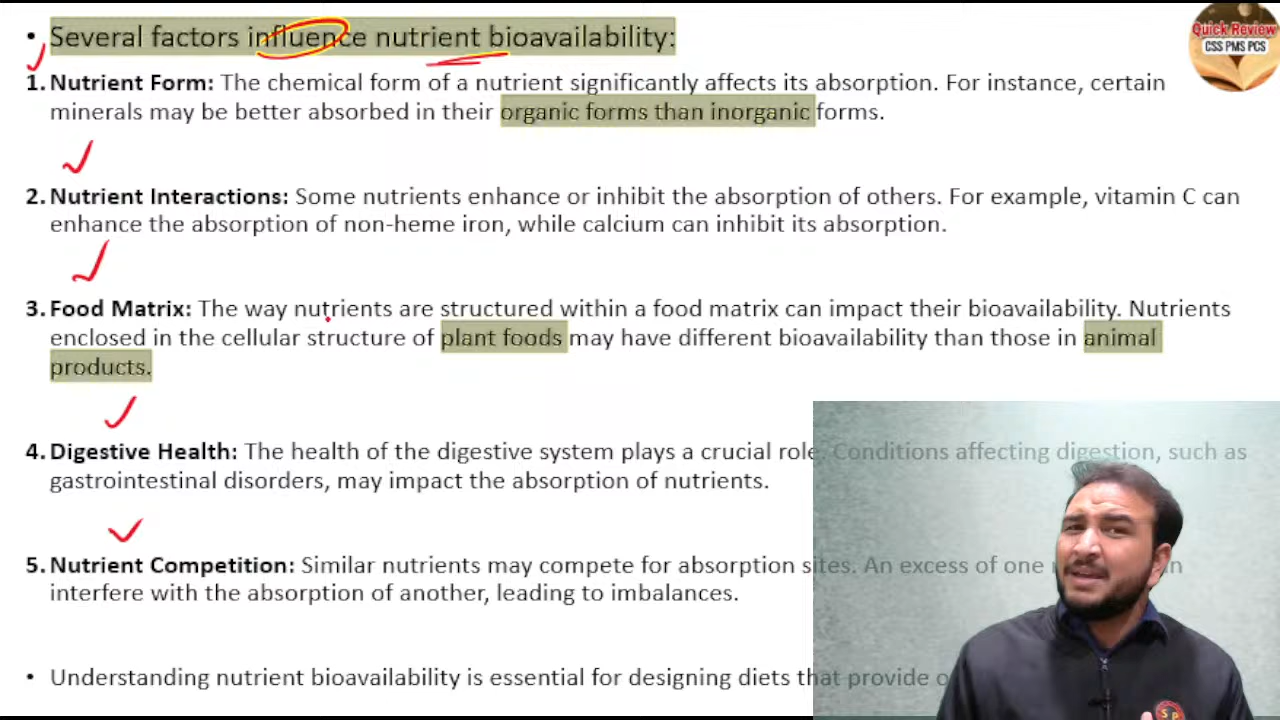 • Several factors influence nutrient bioavailability:
1. Nutrient Form: The chemical form of a nutrient significantly affects its absorption. For instance, certain
minerals may be better absorbed in their organic forms than inorganic forms.
2. Nutrient Interactions: Some nutrients enhance or inhibit the absorption of others. For example, vitamin C can
enhance the absorption of non-heme iron, while calcium can inhibit its absorption.
3. Food Matrix: The way nutrients are structured within a food matrix can impact their bioavailability. Nutrients
enclosed in the cellular structure of plant foods may have different bioavailability than those in animal
products.
4. Digestive Health: The health of the digestive system plays a crucial role. Conditions affecting digestion, such as
gastrointestinal disorders, may impact the absorption of nutrients.
5. Nutrient Competition: Similar nutrients may compete for absorption sites. An excess of one
interfere with the absorption of another, leading to imbalances.
• Understanding nutrient bioavailability is essential for designing diets that provide
Quick Review
CSS PMS PCS